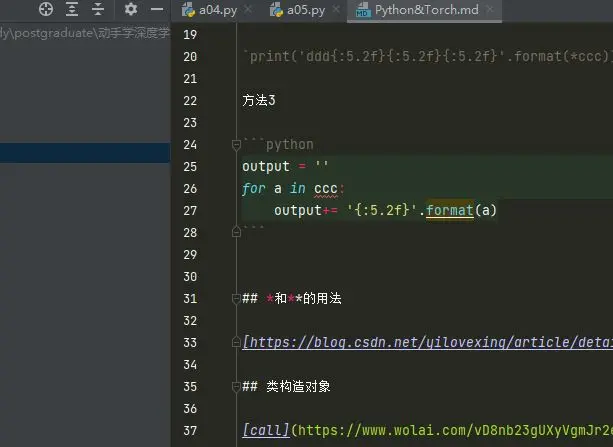 a04.py
a05.py
Python&Torch.md
dy\postgraduate\动手学深度学
19
20 `print('ddd{:5.2f}{:5.2f}{:5.2f}'.format(*ccc)
21
22 方法3
23
24 ```python
25 output = ''
26 for a in ccc:
27 output+= '{:5.2f}'.format(a)
28 ```
29
30
31 ## *和**的用法
32
33 [https://blog.csdn.net/yilovexing/article/detai
34
35 ## 类构造对象
36
37 [call](https://www.wolai.com/vD8nb23gUXyVgmJr2